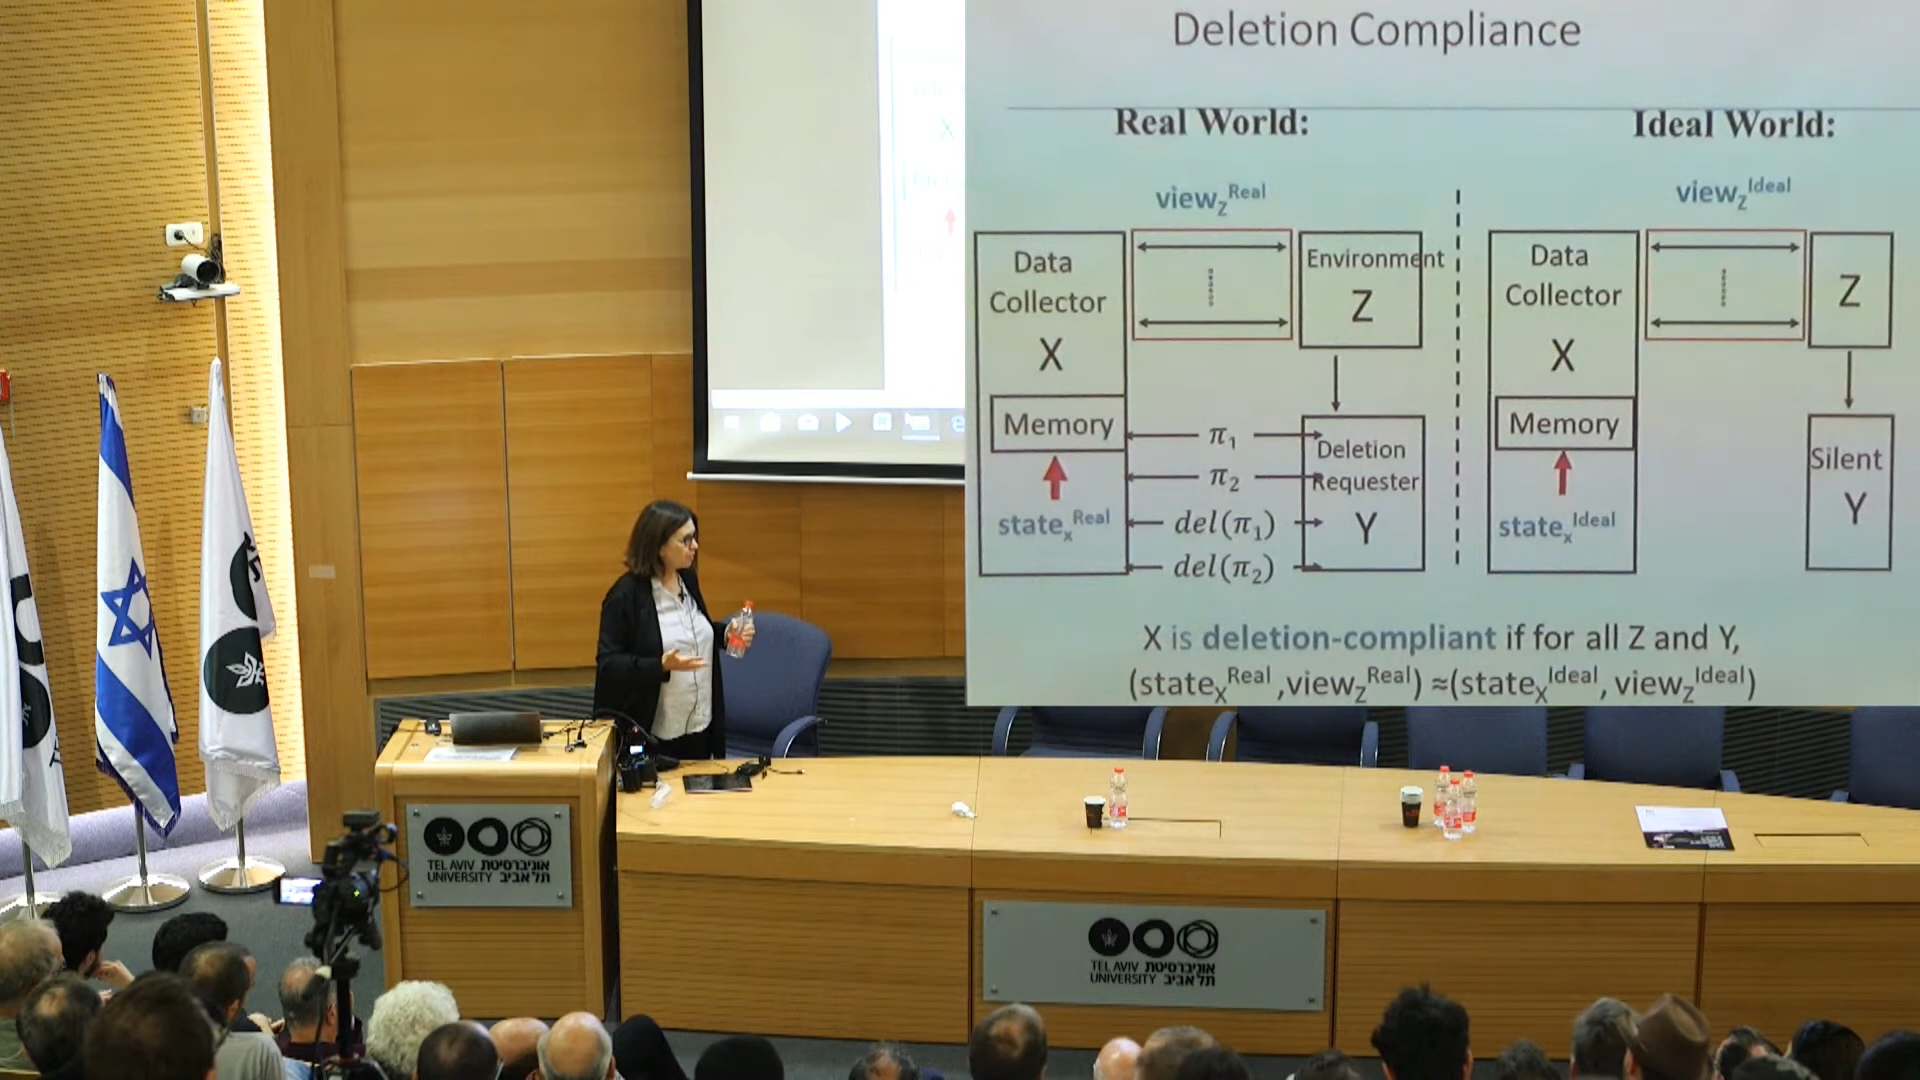 Deletion Compliance
Real World:
Ideal World:
view_Z^Real
view_Z^Ideal
Data
Collector
X
Environment
Z
Memory
state_x^Real
π₁
π₂
del(π₁)
del(π₂)
Deletion
Requester
Y
Data
Collector
X
Z
Memory
state_x^Ideal
Silent
Y
X is deletion-compliant if for all Z and Y,
(state_x^Real ,view_Z^Real) ≈(state_x^Ideal, view_Z^Ideal)
TEL AVIV אוניברסיטת
UNIVERSITY תל אביב
TEL AVIV אוניברסיטת
UNIVERSITY תל אביב